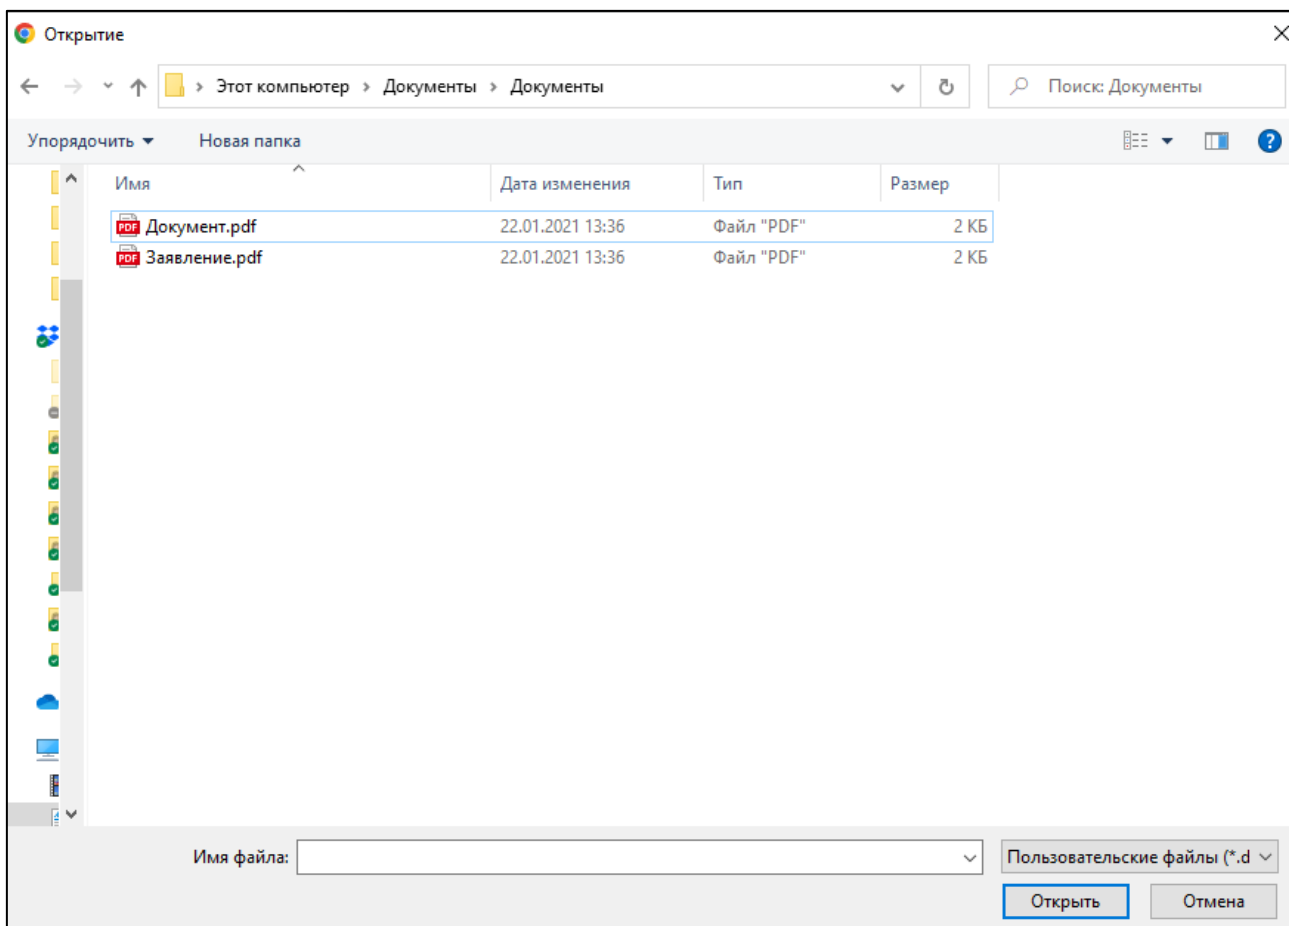 Открытие
Этот компьютер > Документы > Документы
Поиск: Документы
Упорядочить
Новая папка
Имя Дата изменения Тип Размер
PDF Документ.pdf 22.01.2021 13:36 Файл "PDF" 2 КБ
PDF Заявление.pdf 22.01.2021 13:36 Файл "PDF" 2 КБ
Имя файла: Пользовательские файлы (*.d
Открыть Отмена